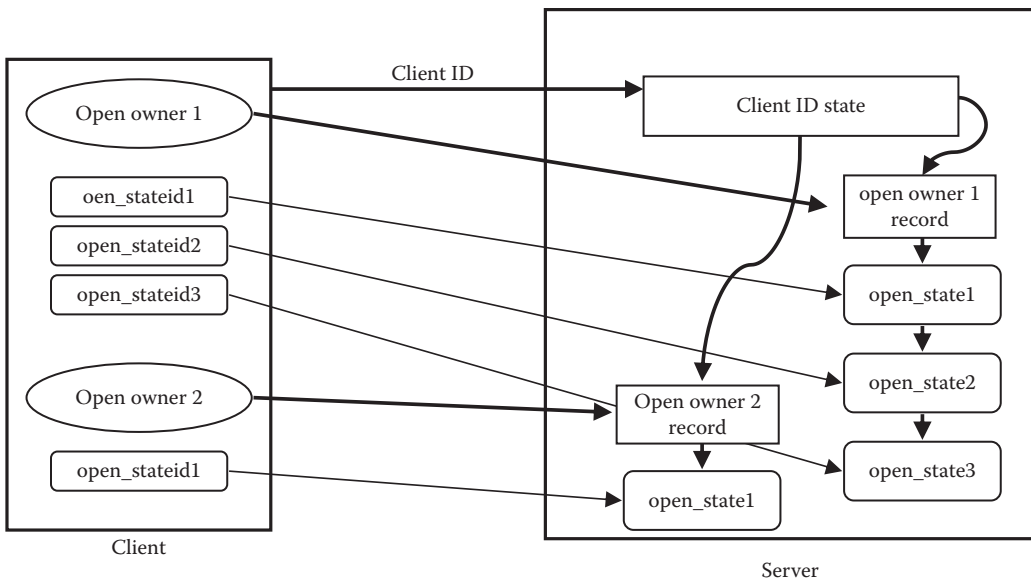 Client ID
Open owner 1
oen_stateid1
open_stateid2
open_stateid3
Open owner 2
open_stateid1
Client
Client ID state
open owner 1
record
open_state1
open_state2
open_state3
Open owner 2
record
open_state1
Server